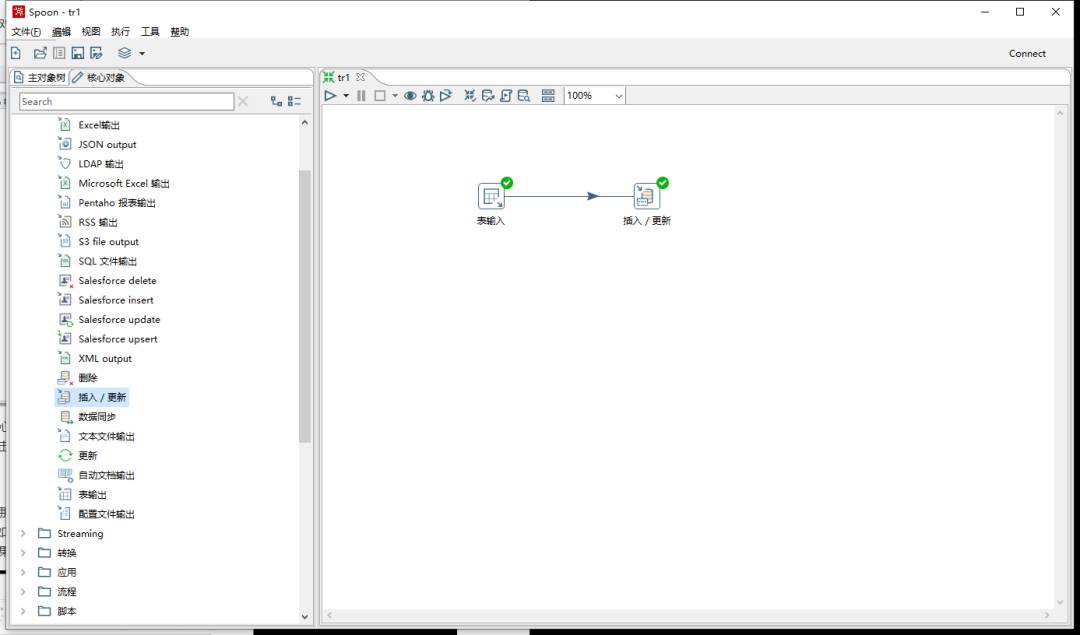 Spoon - tr1
文件(F) 编辑 视图 执行 工具 帮助
Connect
主对象树 核心对象
Search
Excel输出
JSON output
LDAP 输出
Microsoft Excel 输出
Pentaho 报表输出
RSS 输出
S3 file output
SQL 文件输出
Salesforce delete
Salesforce insert
Salesforce update
Salesforce upsert
XML output
删除
插入 / 更新
数据同步
文本文件输出
更新
自动文档输出
表输出
配置文件输出
Streaming
转换
应用
流程
脚本
tr1
100%
表输入
插入 / 更新